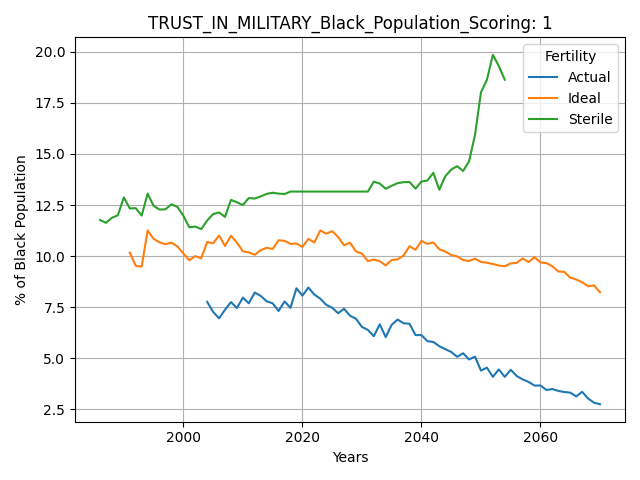 TRUST_IN_MILITARY_Black_Population_Scoring: 1
Fertility
Actual
Ideal
Sterile
% of Black Population
20.0
17.5
15.0
12.5
10.0
7.5
5.0
2.5
2000
2020
2040
2060
Years